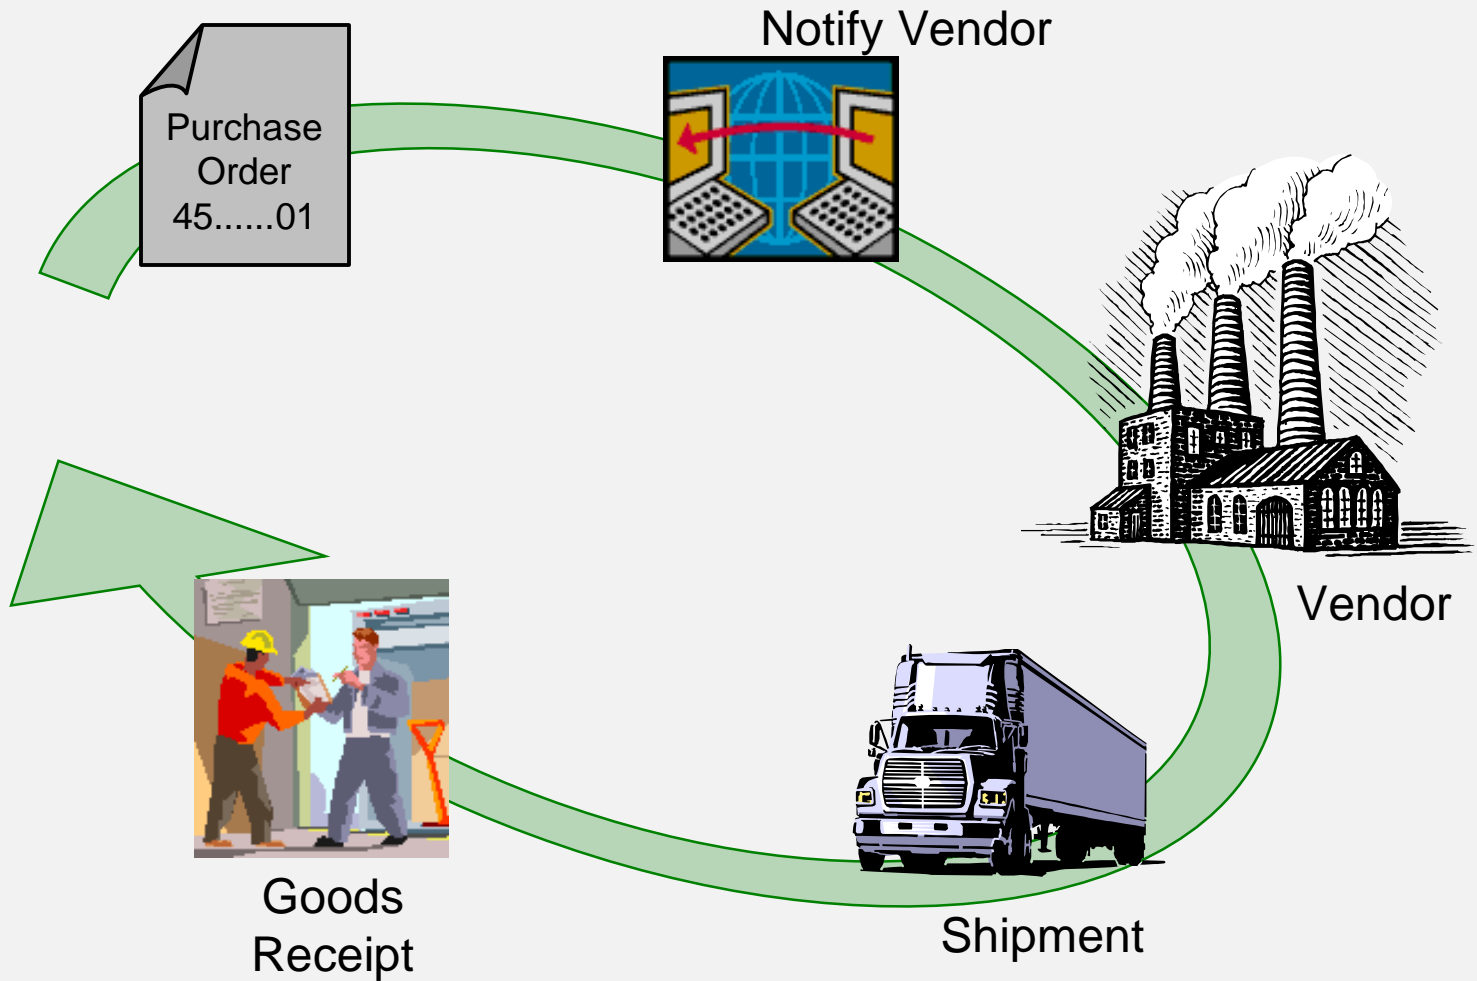 Notify Vendor
Purchase
Order
45......01
Vendor
Goods
Receipt
Shipment